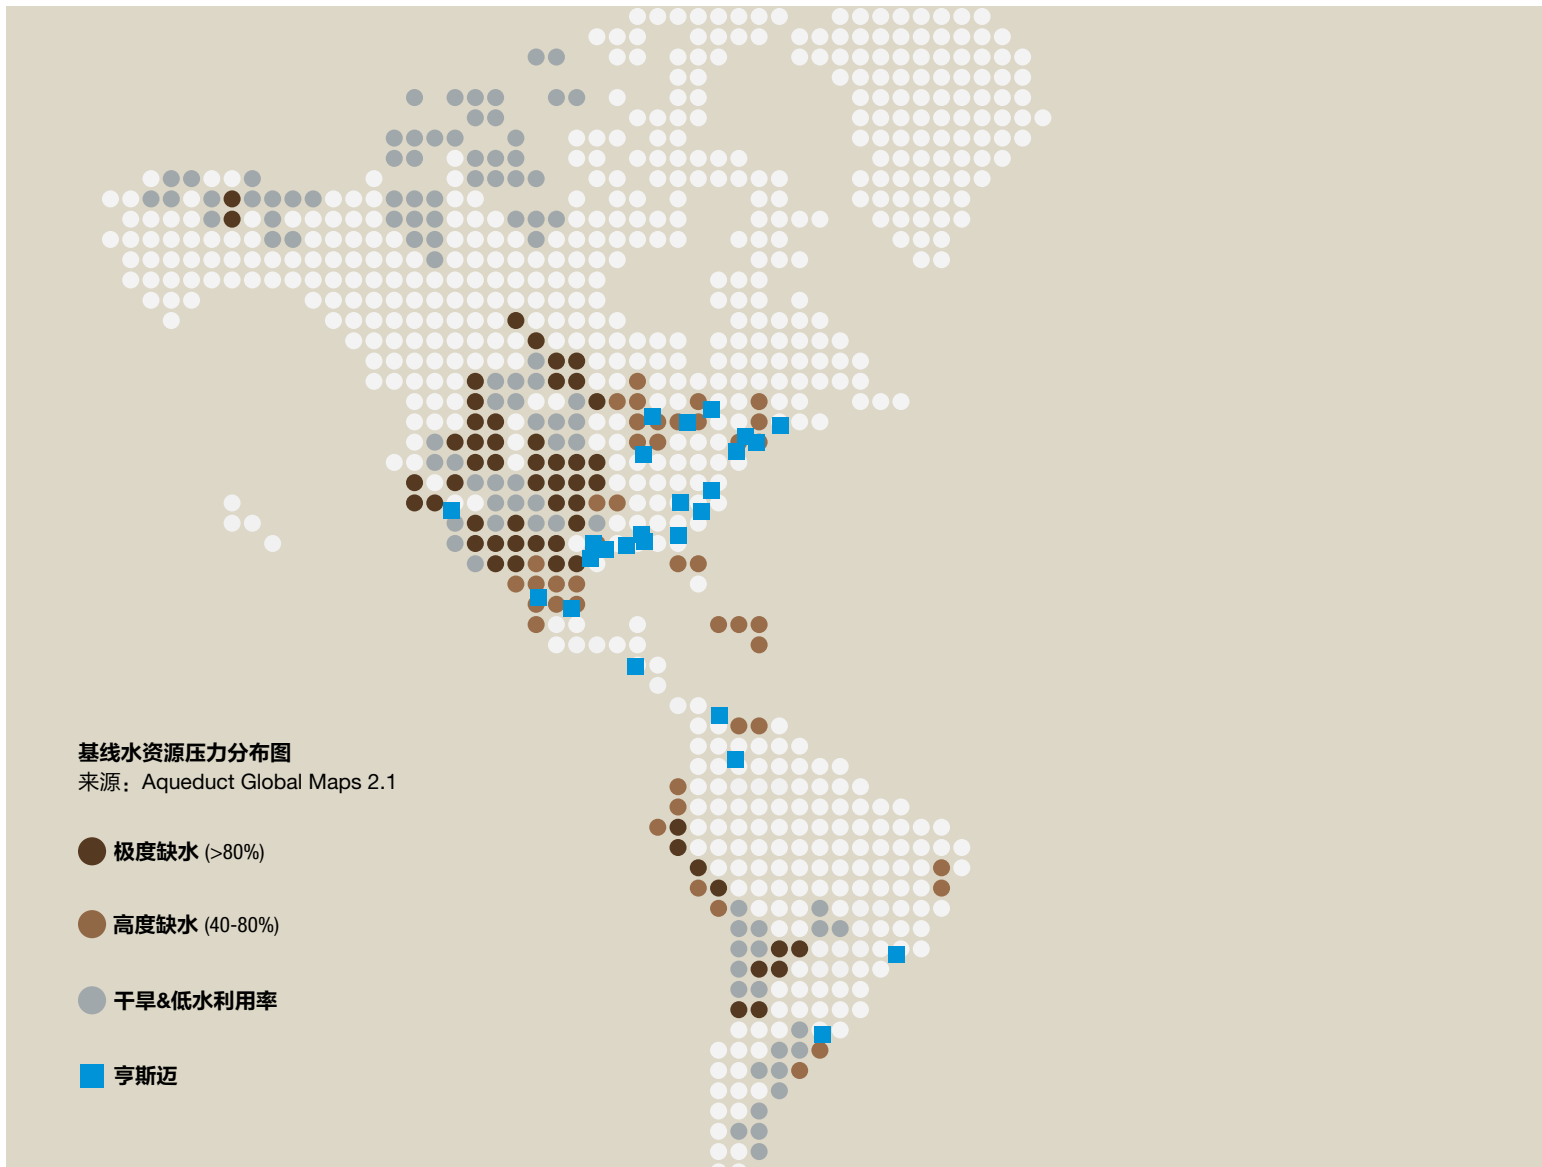 基线水资源压力分布图
来源：Aqueduct Global Maps 2.1
极度缺水 (>80%)
高度缺水 (40-80%)
干旱&低水利用率
亨斯迈